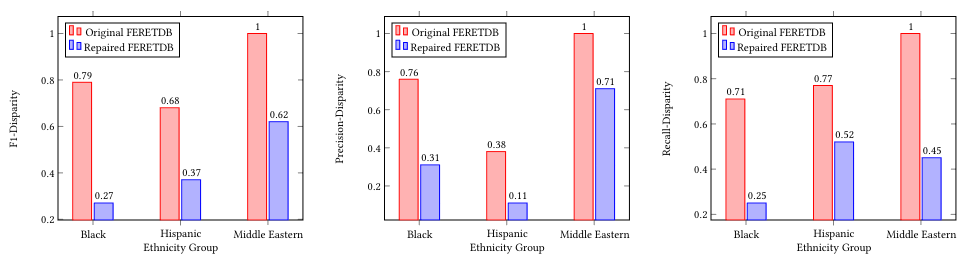 Original FERETDB
Repaired FERETDB
1
0.8
0.6
0.4
0.2
0.79
0.27
0.68
0.37
1
0.62
F1-Disparity
Black
Hispanic
Middle Eastern
Ethnicity Group
Original FERETDB
Repaired FERETDB
1
0.8
0.6
0.4
0.2
0.76
0.31
0.38
0.11
1
0.71
Precision-Disparity
Black
Hispanic
Middle Eastern
Ethnicity Group
Original FERETDB
Repaired FERETDB
1
0.8
0.6
0.4
0.2
0.71
0.25
0.77
0.52
1
0.45
Recall-Disparity
Black
Hispanic
Middle Eastern
Ethnicity Group